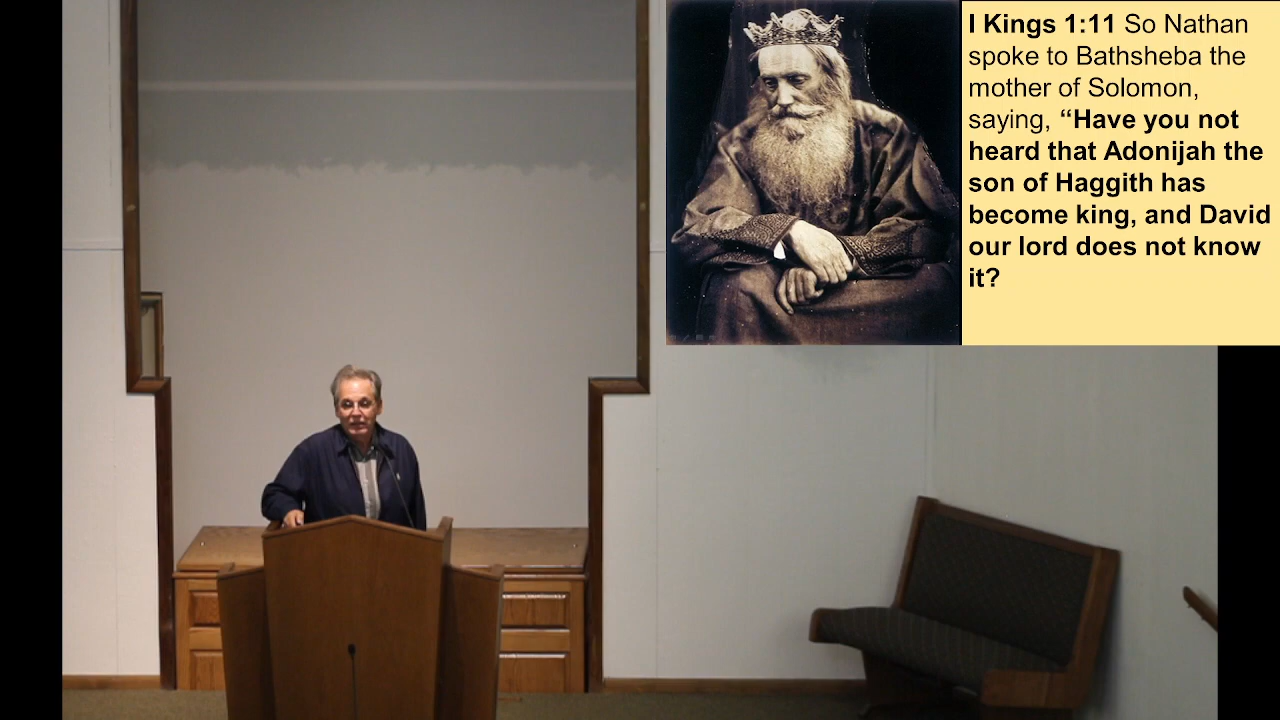 I Kings 1:11 So Nathan
spoke to Bathsheba the
mother of Solomon,
saying, “Have you not
heard that Adonijah the
son of Haggith has
become king, and David
our lord does not know
it?